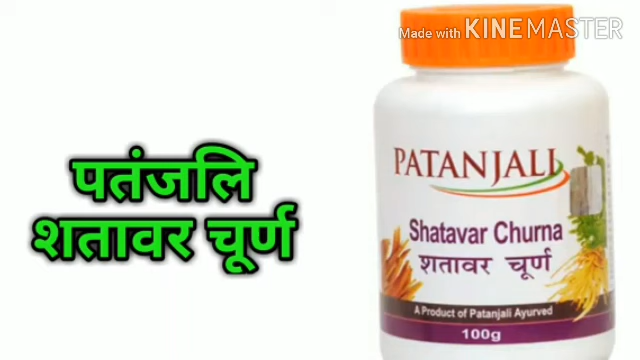 Made with KINEMASTER
पतंजलि
शतावर चूर्ण
PATANJALI
Shatavar Churna
शतावर चूर्ण
A Product of Patanjali Ayurved
100g